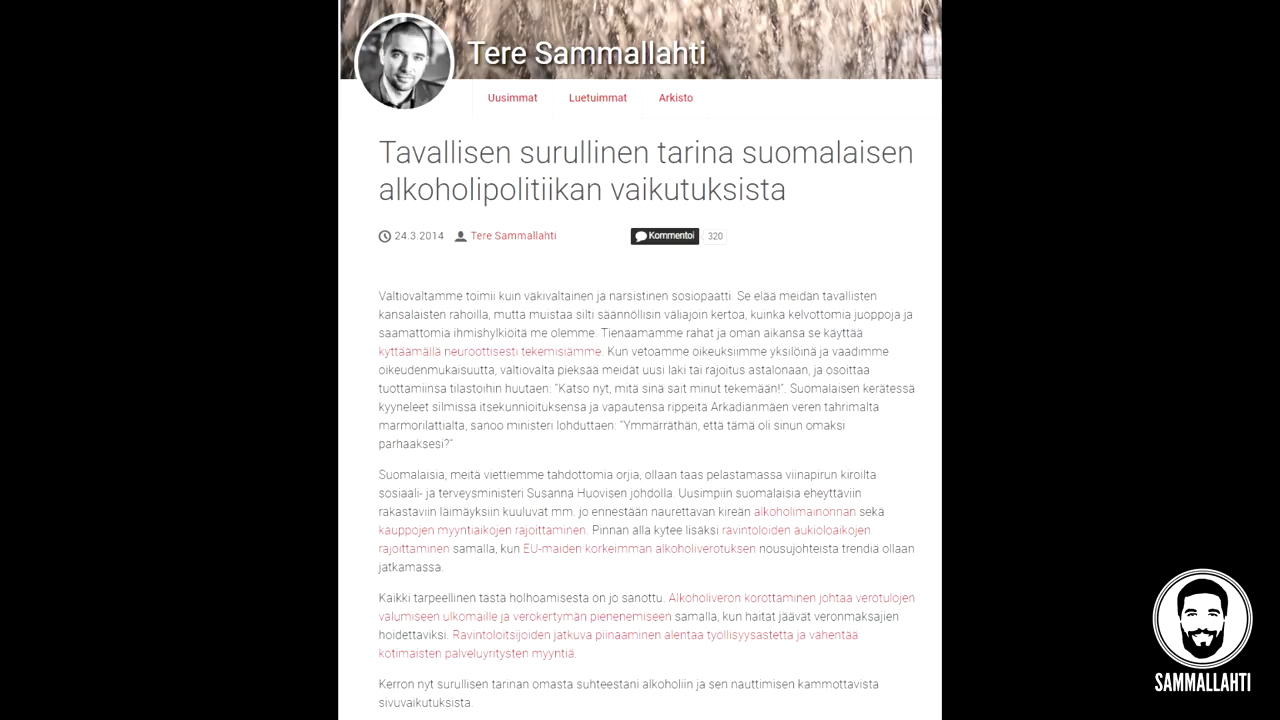 Tere Sammallahti
Uusimmat
Luetuimmat
Arkisto
Tavallisen surullinen tarina suomalaisen
alkoholipolitiikan vaikutuksista
24.3.2014
Tere Sammallahti
Kommentoi
320
Valtiovaltamme toimii kuin väkivaltainen ja narsistinen sosiopaatti. Se elää meidän tavallisten
kansalaisten rahoilla, mutta muistaa silti säännöllisin väliajoin kertoa, kuinka kelvottomia juoppoja ja
saamattomia ihmishylkiöitä me olemme. Tienaamamme rahat ja oman aikansa se käyttää
kyttäämällä neuroottisesti tekemisiämme. Kun vetoamme oikeuksiimme yksilöinä ja vaadimme
oikeudenmukaisuutta, valtiovalta pieksää meidät uusi laki tai rajoitus astalonaan, ja osoittaa
tuottamiinsa tilastoihin huutaen: "Katso nyt, mitä sinä sait minut tekemään!". Suomalaisen kerätessä
kyyneleet silmissä itsekunnioituksensa ja vapautensa rippeitä Arkadianmäen veren tahrimalta
marmorilattialta, sanoo ministeri lohduttaen: "Ymmärräthän, että tämä oli sinun omaksi
parhaaksesi?"
Suomalaisia, meitä viettiemme tahdottomia orjia, ollaan taas pelastamassa viinapirun kiroilta
sosiaali- ja terveysministeri Susanna Huovisen johdolla. Uusimpiin suomalaisia eheyttäviin
rakastaviin läimäyksiin kuuluvat mm. jo ennestään naurettavan kireän alkoholimainonnan sekä
kauppojen myyntiaikojen rajoittaminen. Pinnan alla kytee lisäksi ravintoloiden aukioloaikojen
rajoittaminen samalla, kun EU-maiden korkeimman alkoholiverotuksen nousujohteista trendiä ollaan
jatkamassa.
Kaikki tarpeellinen tästä holhoamisesta on jo sanottu. Alkoholiveron korottaminen johtaa verotulojen
valumiseen ulkomaille ja verokertymän pienenemiseen samalla, kun haitat jäävät veronmaksajien
hoidettaviksi. Ravintoloitsijoiden jatkuva piinaaminen alentaa työllisyysastetta ja vähentää
kotimaisten palveluyritysten myyntiä.
Kerron nyt surullisen tarinan omasta suhteestani alkoholiin ja sen nauttimisen kammottavista
sivuvaikutuksista.
SAMMALLAHTI